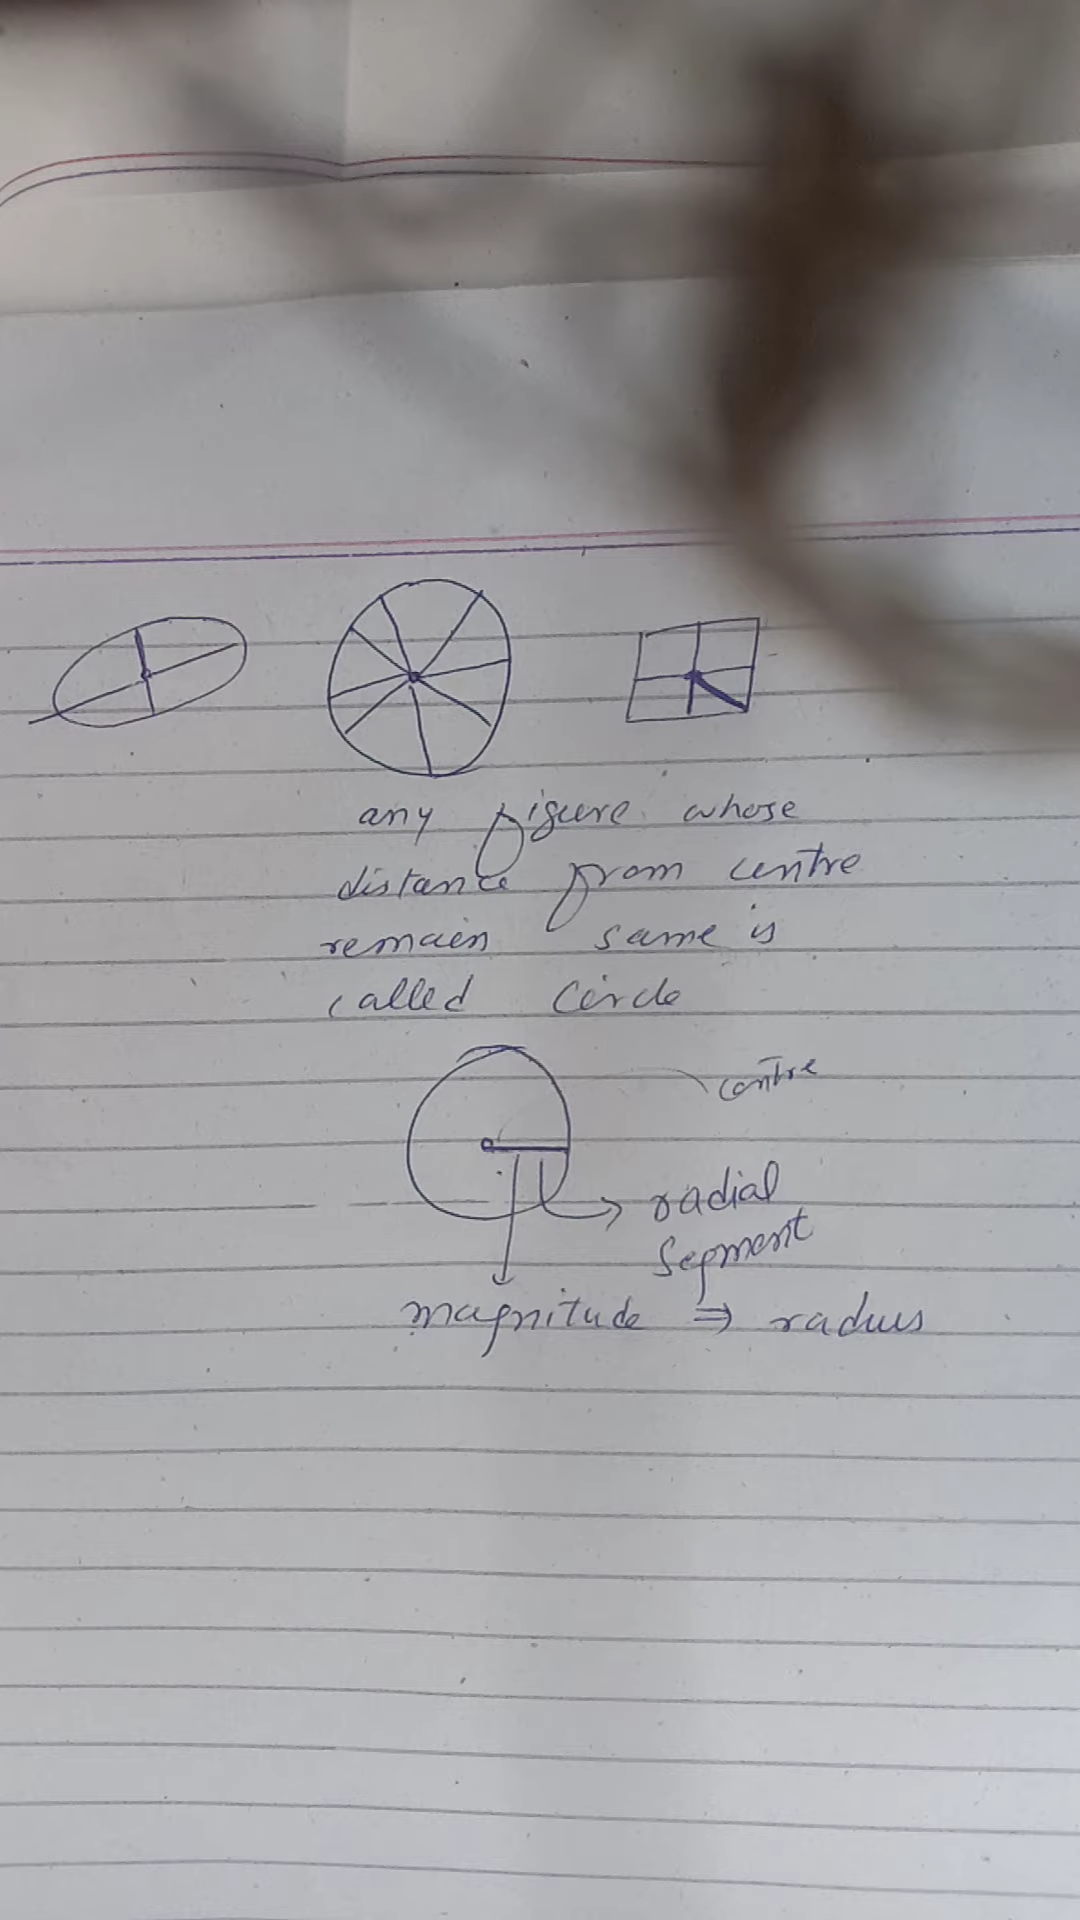 any figure whose
distance from centre
remain same is
called Circle
centre
radial
segment
magnitude ⇒ radius